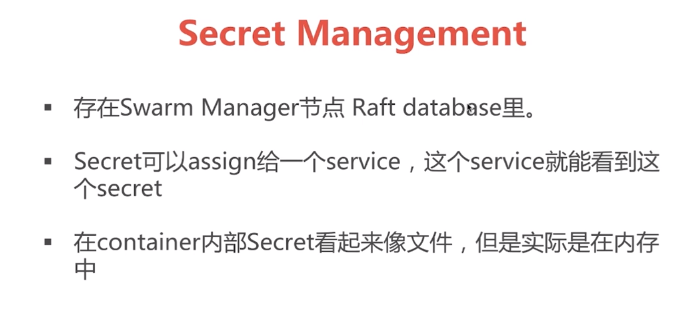 Secret Management
▪ 存在Swarm Manager节点 Raft database里。
▪ Secret可以assign给一个service，这个service就能看到这
个secret
▪ 在container内部Secret看起来像文件，但是实际是在内存
中